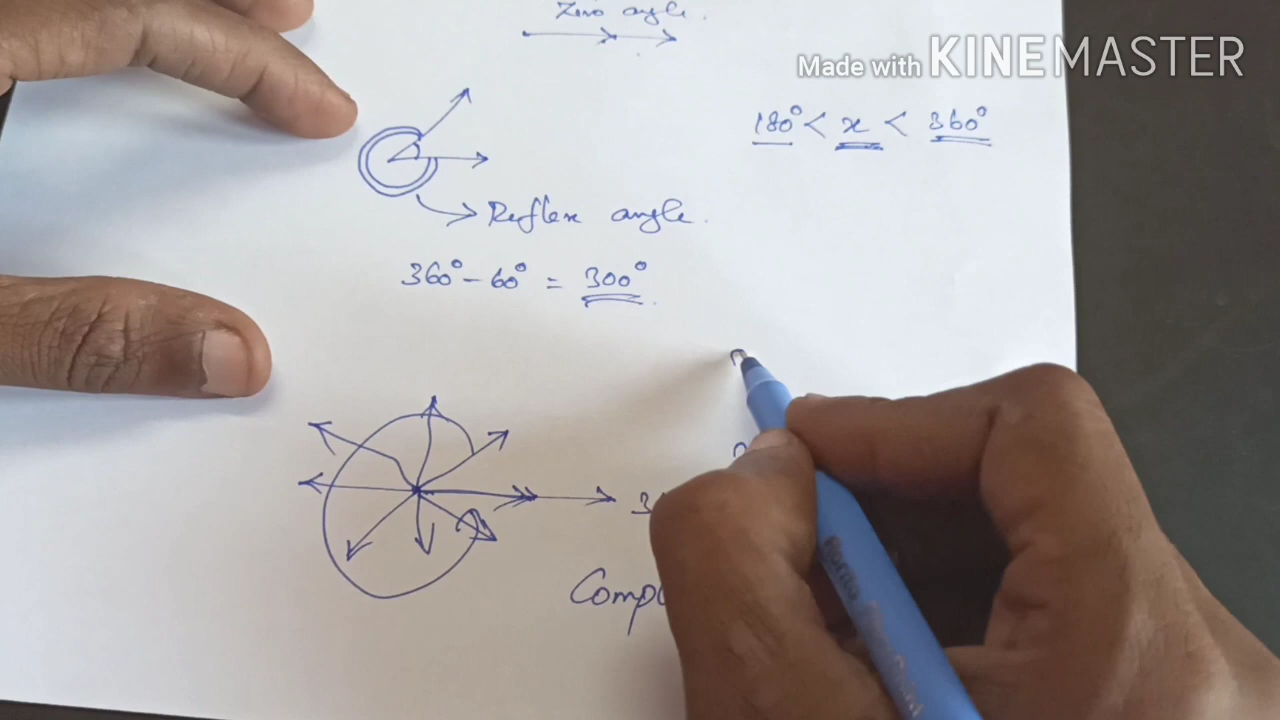 Zero angle.
Made with KINEMASTER
180° < x < 360°
Reflex angle.
360° - 60° = 300°.